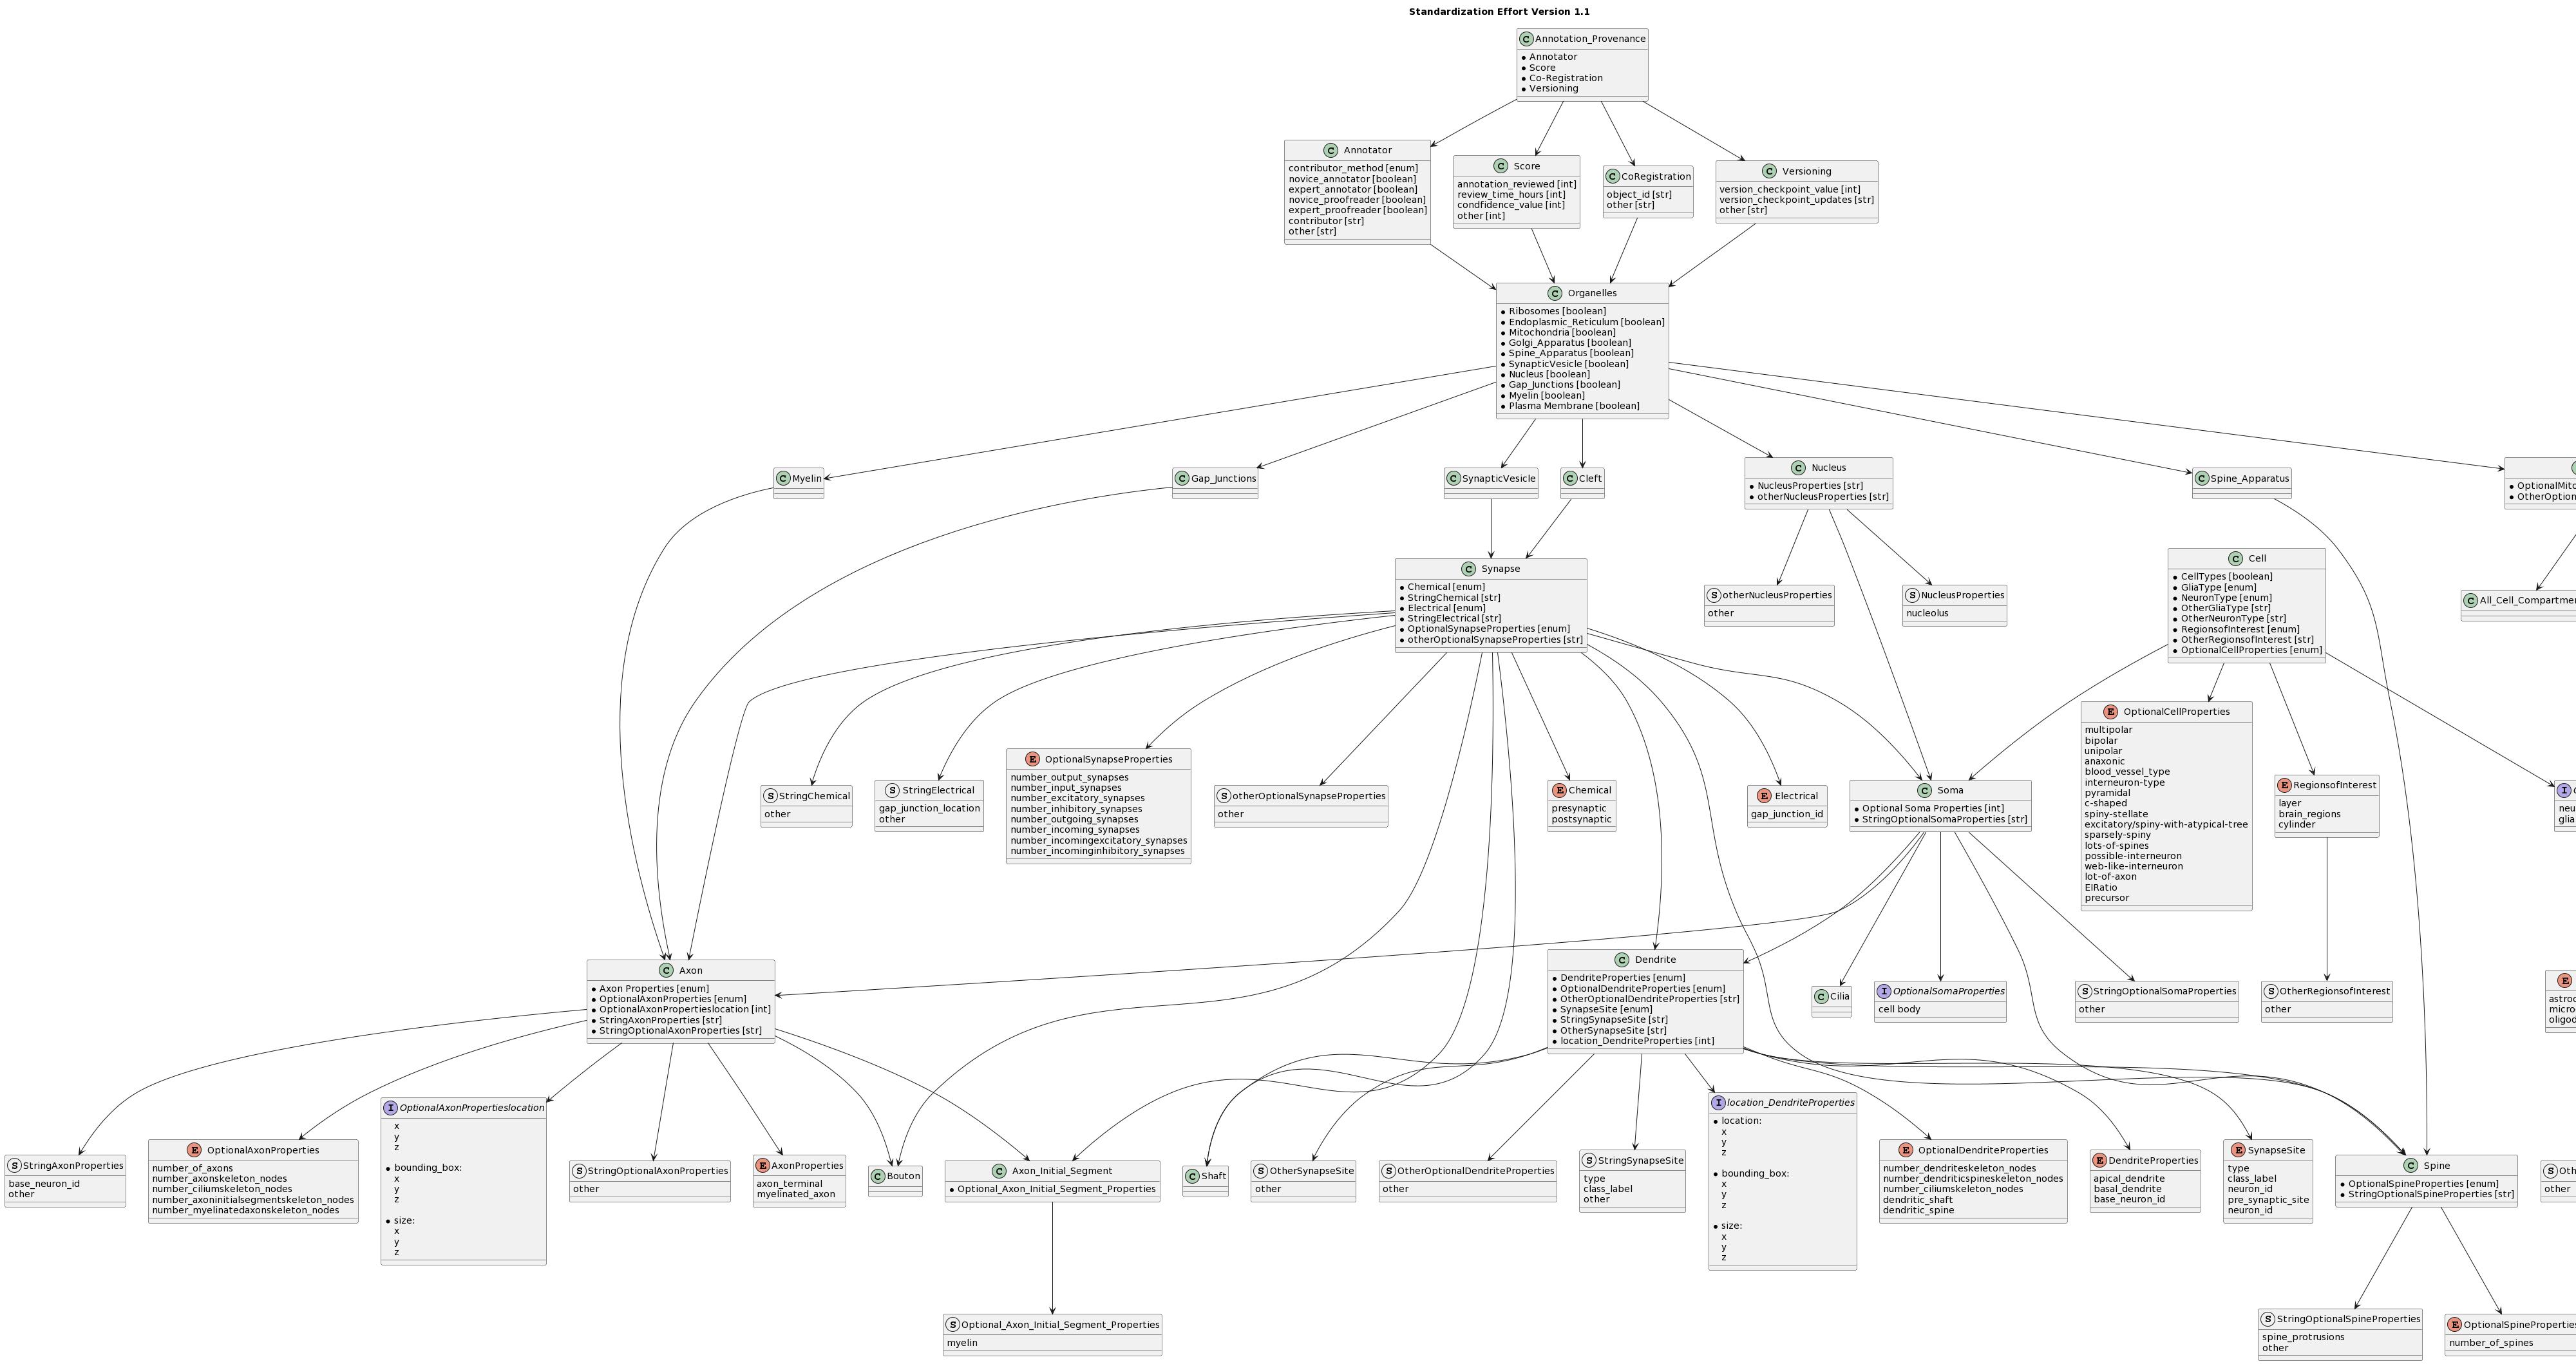 Standardization Effort Version 1.1
C Annotation_Provenance
Annotator
Score
Co-Registration
Versioning
C Annotator
contributor_method [enum]
novice_annotator [boolean]
expert_annotator [boolean]
novice_proofreader [boolean]
expert_proofreader [boolean]
contributor [str]
other [str]
C Score
annotation_reviewed [int]
review_time_hours [int]
condfidence_value [int]
other [int]
C CoRegistration
object_id [str]
other [str]
C Versioning
version_checkpoint_value [int]
version_checkpoint_updates [str]
other [str]
C Organelles
Ribosomes [boolean]
Endoplasmic_Reticulum [boolean]
Mitochondria [boolean]
Golgi_Apparatus [boolean]
Spine_Apparatus [boolean]
SynapticVesicle [boolean]
Nucleus [boolean]
Gap_Junctions [boolean]
Myelin [boolean]
Plasma Membrane [boolean]
C Myelin
C Gap_Junctions
C SynapticVesicle
C Cleft
C Nucleus
NucleusProperties [str]
otherNucleusProperties [str]
C Spine_Apparatus
OptionalMito
OtherOption
C Synapse
Chemical [enum]
StringChemical [str]
Electrical [enum]
StringElectrical [str]
OptionalSynapseProperties [enum]
otherOptionalSynapseProperties [str]
S otherNucleusProperties
other
S NucleusProperties
nucleolus
C Cell
CellTypes [boolean]
GliaType [enum]
NeuronType [enum]
OtherGliaType [str]
OtherNeuronType [str]
RegionsofInterest [enum]
OtherRegionsofInterest [str]
OptionalCellProperties [enum]
C All_Cell_Compartmen
S StringChemical
other
S StringElectrical
gap_junction_location
other
E OptionalSynapseProperties
number_output_synapses
number_input_synapses
number_excitatory_synapses
number_inhibitory_synapses
number_outgoing_synapses
number_incoming_synapses
number_incomingexcitatory_synapses
number_incominginhibitory_synapses
S otherOptionalSynapseProperties
other
E Chemical
presynaptic
postsynaptic
E Electrical
gap_junction_id
C Soma
Optional Soma Properties [int]
StringOptionalSomaProperties [str]
E OptionalCellProperties
multipolar
bipolar
unipolar
anaxonic
blood_vessel_type
interneuron-type
pyramidal
c-shaped
spiny-stellate
excitatory/spiny-with-atypical-tree
sparsely-spiny
lots-of-spines
possible-interneuron
web-like-interneuron
lot-of-axon
EIRatio
precursor
E RegionsofInterest
layer
brain_regions
cylinder
I
neu
glia
C Axon
Axon Properties [enum]
OptionalAxonProperties [enum]
OptionalAxonPropertieslocation [int]
StringAxonProperties [str]
StringOptionalAxonProperties [str]
C Dendrite
DendriteProperties [enum]
OptionalDendriteProperties [enum]
OtherOptionalDendriteProperties [str]
SynapseSite [enum]
StringSynapseSite [str]
OtherSynapseSite [str]
location_DendriteProperties [int]
C Cilia
I OptionalSomaProperties
cell body
S StringOptionalSomaProperties
other
S OtherRegionsofInterest
other
E
astroc
micro
oligod
S StringAxonProperties
base_neuron_id
other
E OptionalAxonProperties
number_of_axons
number_axonskeleton_nodes
number_ciliumskeleton_nodes
number_axoninitialsegmentskeleton_nodes
number_myelinatedaxonskeleton_nodes
I OptionalAxonPropertieslocation
x
y
z
bounding_box:
x
y
z
size:
x
y
z
S StringOptionalAxonProperties
other
E AxonProperties
axon_terminal
myelinated_axon
C Bouton
C Axon_Initial_Segment
Optional_Axon_Initial_Segment_Properties
C Shaft
S OtherSynapseSite
other
S OtherOptionalDendriteProperties
other
S StringSynapseSite
type
class_label
other
I location_DendriteProperties
location:
x
y
z
bounding_box:
x
y
z
size:
x
y
z
E OptionalDendriteProperties
number_dendriteskeleton_nodes
number_dendriticspineskeleton_nodes
number_ciliumskeleton_nodes
dendritic_shaft
dendritic_spine
E DendriteProperties
apical_dendrite
basal_dendrite
base_neuron_id
E SynapseSite
type
class_label
neuron_id
pre_synaptic_site
neuron_id
C Spine
OptionalSpineProperties [enum]
StringOptionalSpineProperties [str]
S Oth
other
S Optional_Axon_Initial_Segment_Properties
myelin
S StringOptionalSpineProperties
spine_protrusions
other
E OptionalSpineProperties
number_of_spines